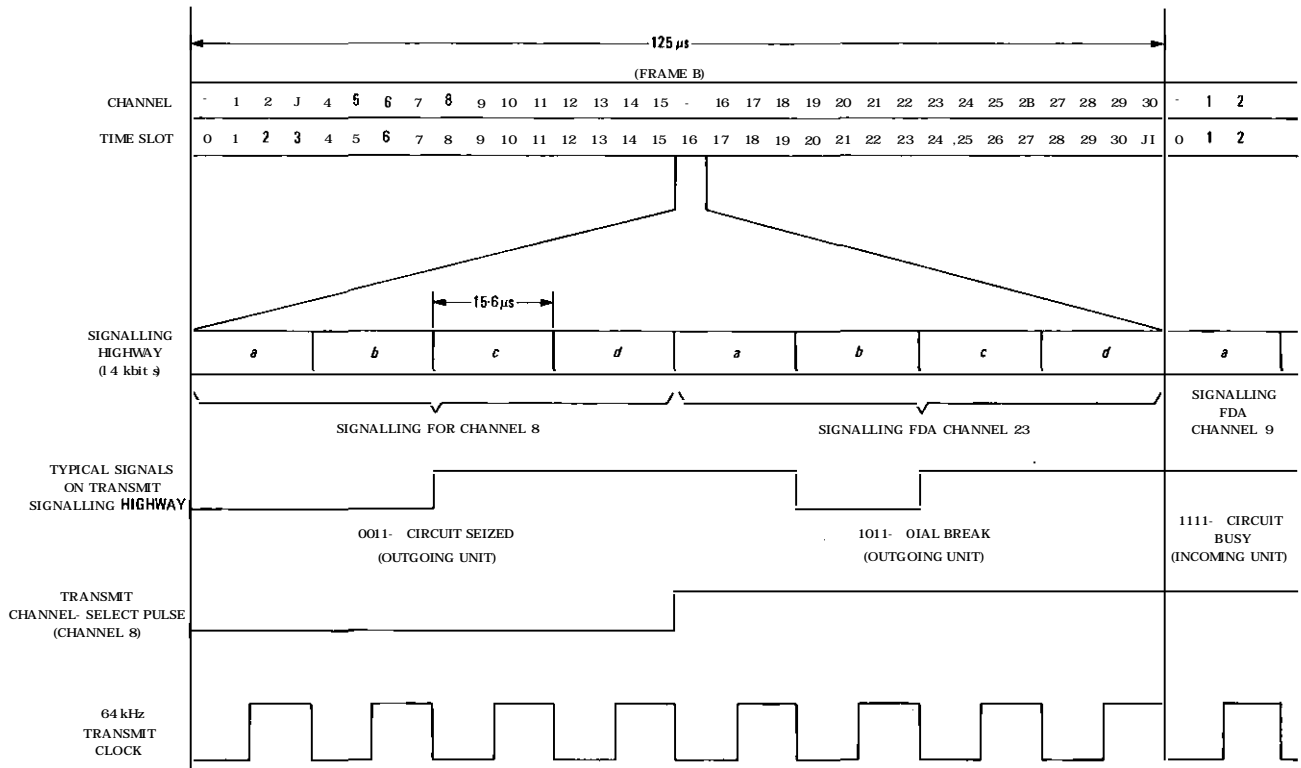 125 µs
(FRAME B)
CHANNEL - 1 2 J 4 5 6 7 8 9 10 11 12 13 14 15 - 16 17 18 19 20 21 22 23 24 25 2B 27 28 29 30 - 1 2
TIME SLOT 0 1 2 3 4 5 6 7 8 9 10 11 12 13 14 15 16 17 18 19 20 21 22 23 24 ,25 26 27 28 29 30 JI 0 1 2
15·6 µs
SIGNALLING
HIGHWAY
(l4 kbit s)
a b c d a b c d a
SIGNALLING FOR CHANNEL 8
SIGNALLING FDA CHANNEL 23
SIGNALLING
FDA
CHANNEL 9
TYPICAL SIGNALS
ON TRANSMIT
SIGNALLING HIGHWAY
0011- CIRCUIT SEIZED
(OUTGOING UNIT)
1011- OIAL BREAK
(OUTGOING UNIT)
1111- CIRCUIT
BUSY
(INCOMING UNIT)
TRANSMIT
CHANNEL- SELECT PULSE
(CHANNEL 8)
64 kHz
TRANSMIT
CLOCK